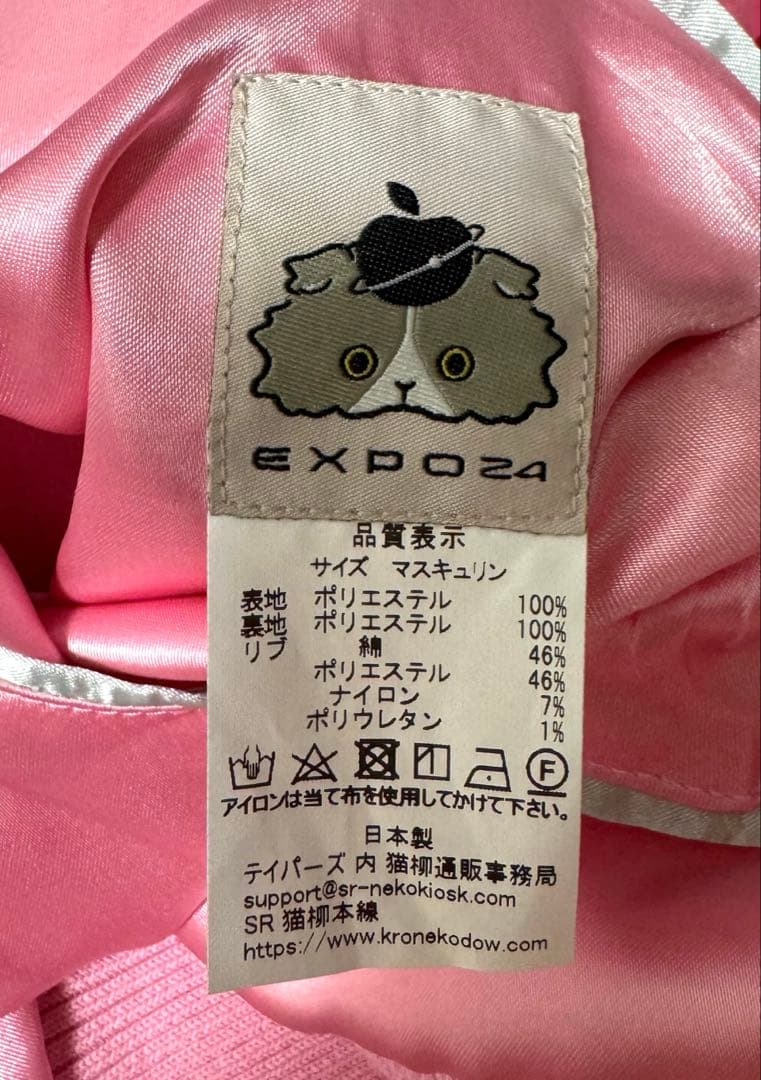 EXPO24
品質表示
サイズ マスキュリン
表地 ポリエステル 100%
裏地 ポリエステル 100%
リブ 綿 46%
ポリエステル 46%
ナイロン 7%
ポリウレタン 1%
F
アイロンは当て布を使用してかけて下さい。
日本製
テイパーズ 内 猫柳通販事務局
support@sr-nekokiosk.com
SR 猫柳本線
https://www.kronekodow.com